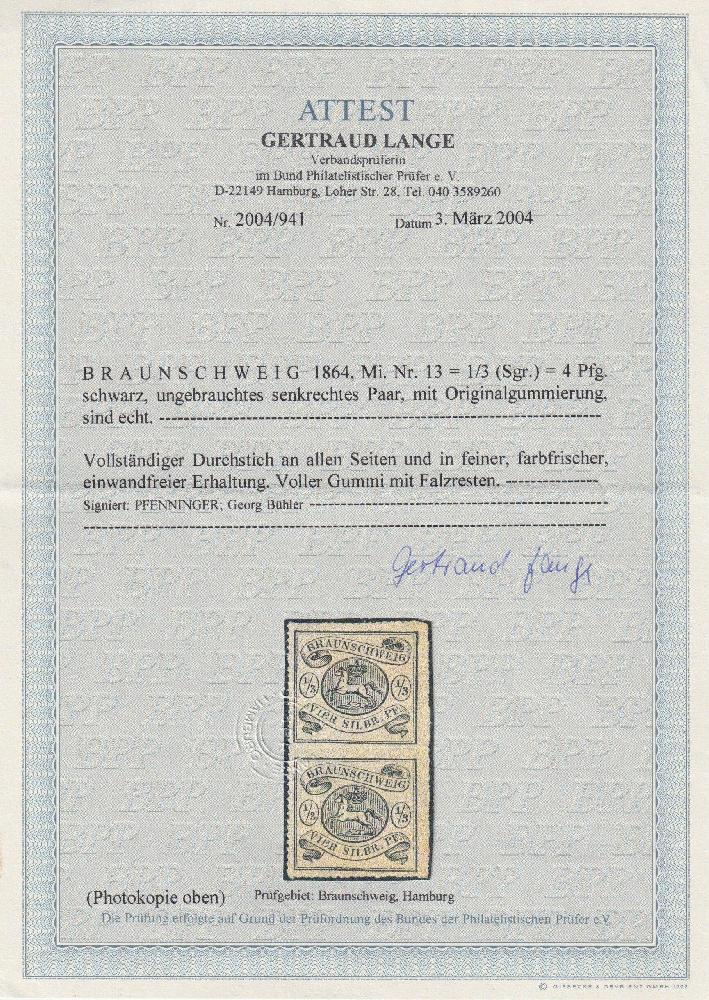 ATTEST
GERTRAUD LANGE
Verbandsprüferin
im Bund Philatelistischer Prüfer e. V.
D-22149 Hamburg, Loher Str. 28, Tel. 040 3589260
Nr. 2004/941 Datum 3. März 2004
BRAUNSCHWEIG 1864, Mi. Nr. 13 = 1/3 (Sgr.) = 4 Pfg.
schwarz, ungebrauchtes senkrechtes Paar, mit Originalgummierung,
sind echt. ------------------------------------------------------------
Vollständiger Durchstich an allen Seiten und in feiner, farbfrischer,
einwandfreier Erhaltung. Voller Gummi mit Falzresten. ---------------
Signiert: PFENNINGER; Georg Bühler ----------------------------------------
Gertraud Lange
BRAUNSCHWEIG
1/3 1/3
VIER SILBR. PF.
HAMBURG
BRAUNSCHWEIG
1/3 1/3
VIER SILBR. PF.
(Photokopie oben) Prüfgebiet: Braunschweig, Hamburg
Die Prüfung erfolgte auf Grund der Prüfordnung des Bundes der Philatelistischen Prüfer e.V.